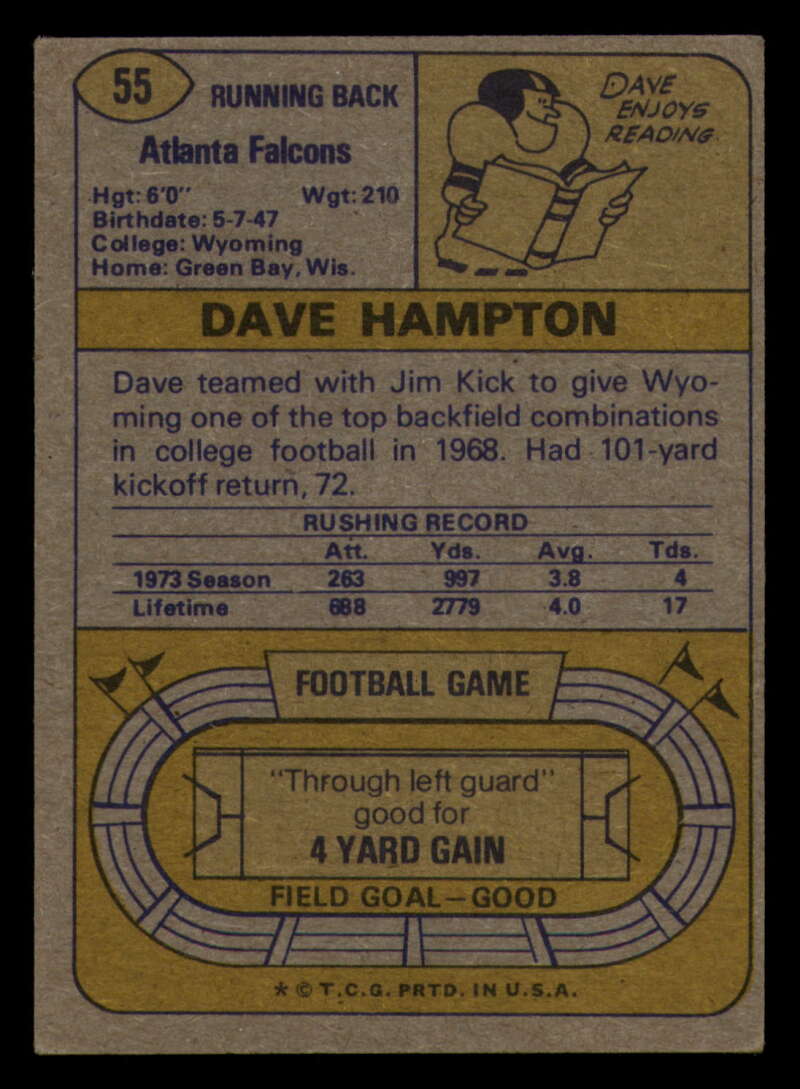 55
RUNNING BACK
Atlanta Falcons
Hgt: 6'0" Wgt: 210
Birthdate: 5-7-47
College: Wyoming
Home: Green Bay, Wis.
DAVE
ENJOYS
READING.
DAVE HAMPTON
Dave teamed with Jim Kick to give Wyo-
ming one of the top backfield combinations
in college football in 1968. Had 101-yard
kickoff return, 72.
RUSHING RECORD
Att. Yds. Avg. Tds.
1973 Season 263 997 3.8 4
Lifetime 688 2779 4.0 17
FOOTBALL GAME
"Through left guard"
good for
4 YARD GAIN
FIELD GOAL—GOOD
* © T.C.G. PRTD. IN U.S.A.